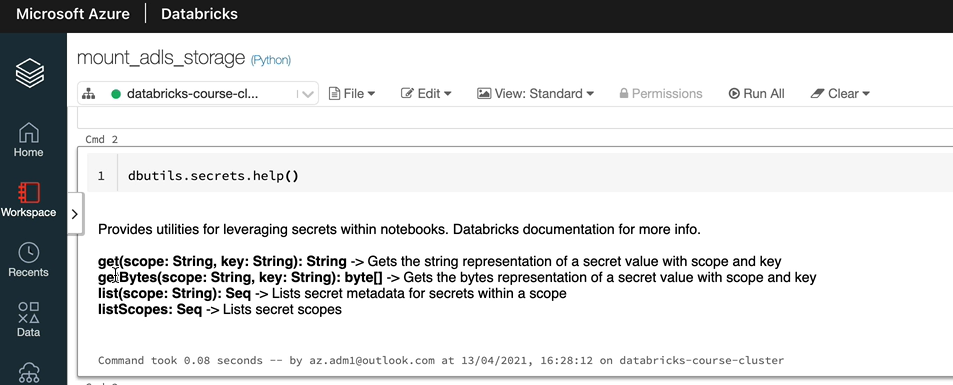 Microsoft Azure | Databricks
mount_adls_storage (Python)
databricks-course-cl... File Edit View: Standard Permissions Run All Clear
Home
Workspace
Recents
Data
Cmd 2
1 dbutils.secrets.help()
Provides utilities for leveraging secrets within notebooks. Databricks documentation for more info.
get(scope: String, key: String): String -> Gets the string representation of a secret value with scope and key
getBytes(scope: String, key: String): byte[] -> Gets the bytes representation of a secret value with scope and key
list(scope: String): Seq -> Lists secret metadata for secrets within a scope
listScopes: Seq -> Lists secret scopes
Command took 0.08 seconds -- by az.adm1@outlook.com at 13/04/2021, 16:28:12 on databricks-course-cluster